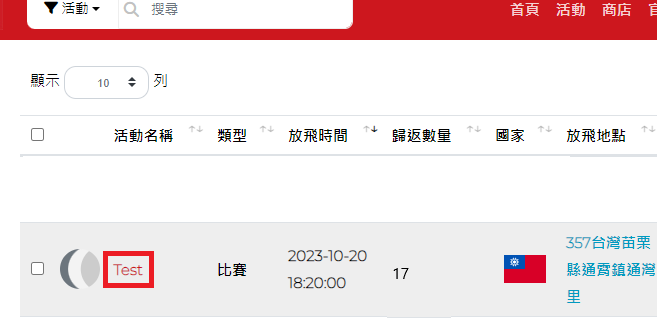 活動 搜尋 首頁 活動 商店
顯示 10 列
活動名稱 類型 放飛時間 歸返數量 國家 放飛地點
357台灣苗栗
Test 比賽 2023-10-20 17 縣通霄鎮通灣
18:20:00 里